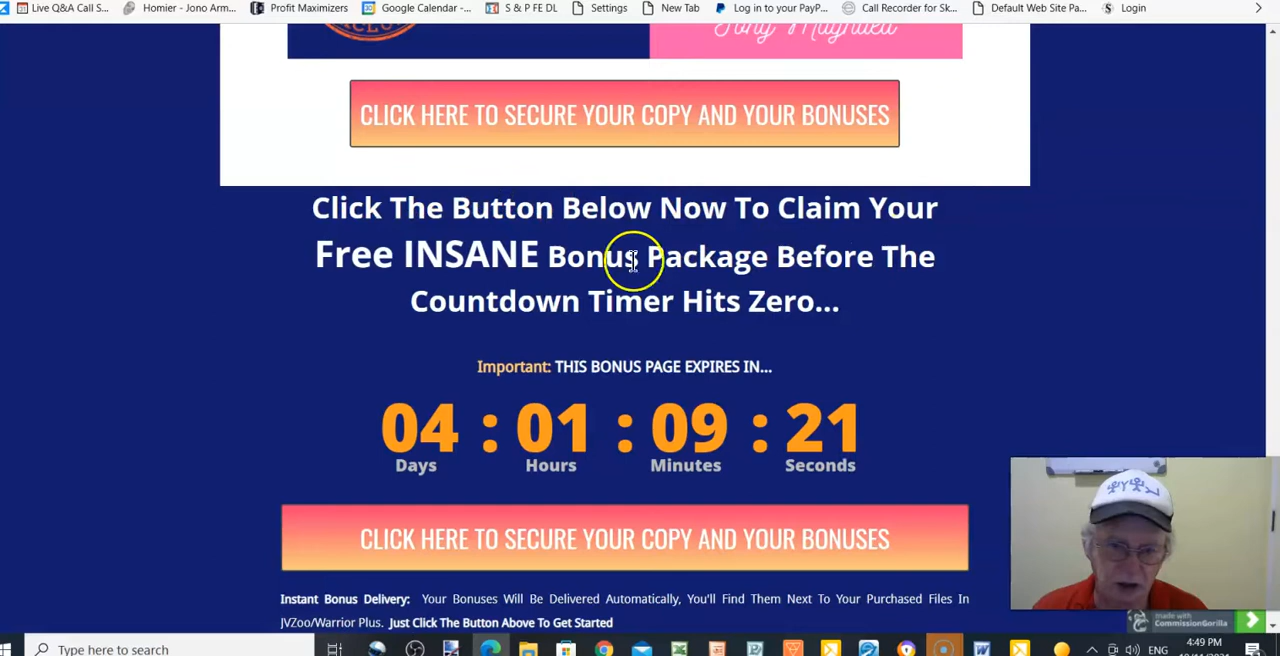 Live Q&A Call S... Homier - Jono Arm... Profit Maximizers Google Calendar -... S & P FE DL Settings New Tab Log in to your PayP... Call Recorder for Sk... Default Web Site Pa... Login
CLICK HERE TO SECURE YOUR COPY AND YOUR BONUSES
Click The Button Below Now To Claim Your
Free INSANE Bonus Package Before The
Countdown Timer Hits Zero...
Important: THIS BONUS PAGE EXPIRES IN...
04 : 01 : 09 : 21
Days Hours Minutes Seconds
CLICK HERE TO SECURE YOUR COPY AND YOUR BONUSES
Instant Bonus Delivery: Your Bonuses Will Be Delivered Automatically, You'll Find Them Next To Your Purchased Files In
JVZoo/Warrior Plus. Just Click The Button Above To Get Started
made with
CommissionGorilla
Type here to search
ENG
4:49 PM